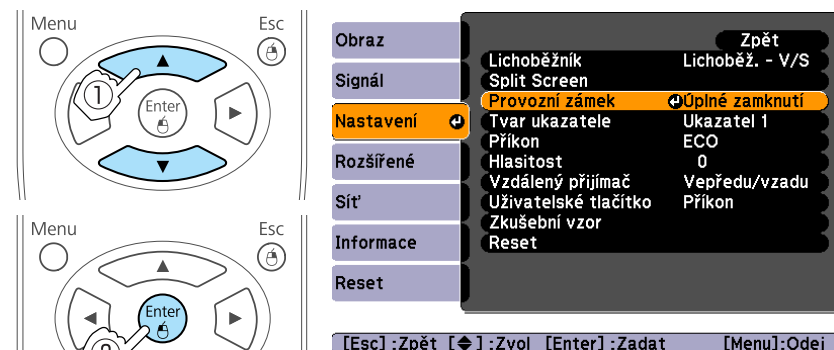 Menu Esc
1
Enter
Menu Esc
Enter
Obraz
Signál
Nastavení
Rozšířené
Síť
Informace
Reset
Zpět
Lichoběžník Lichoběž. - V/S
Split Screen
Provozní zámek Úplné zamknutí
Tvar ukazatele Ukazatel 1
Příkon ECO
Hlasitost 0
Vzdálený přijímač Vepředu/vzadu
Uživatelské tlačítko Příkon
Zkušební vzor
Reset
[Esc] :Zpět [◆] :Zvol [Enter] :Zadat [Menu]:Odej